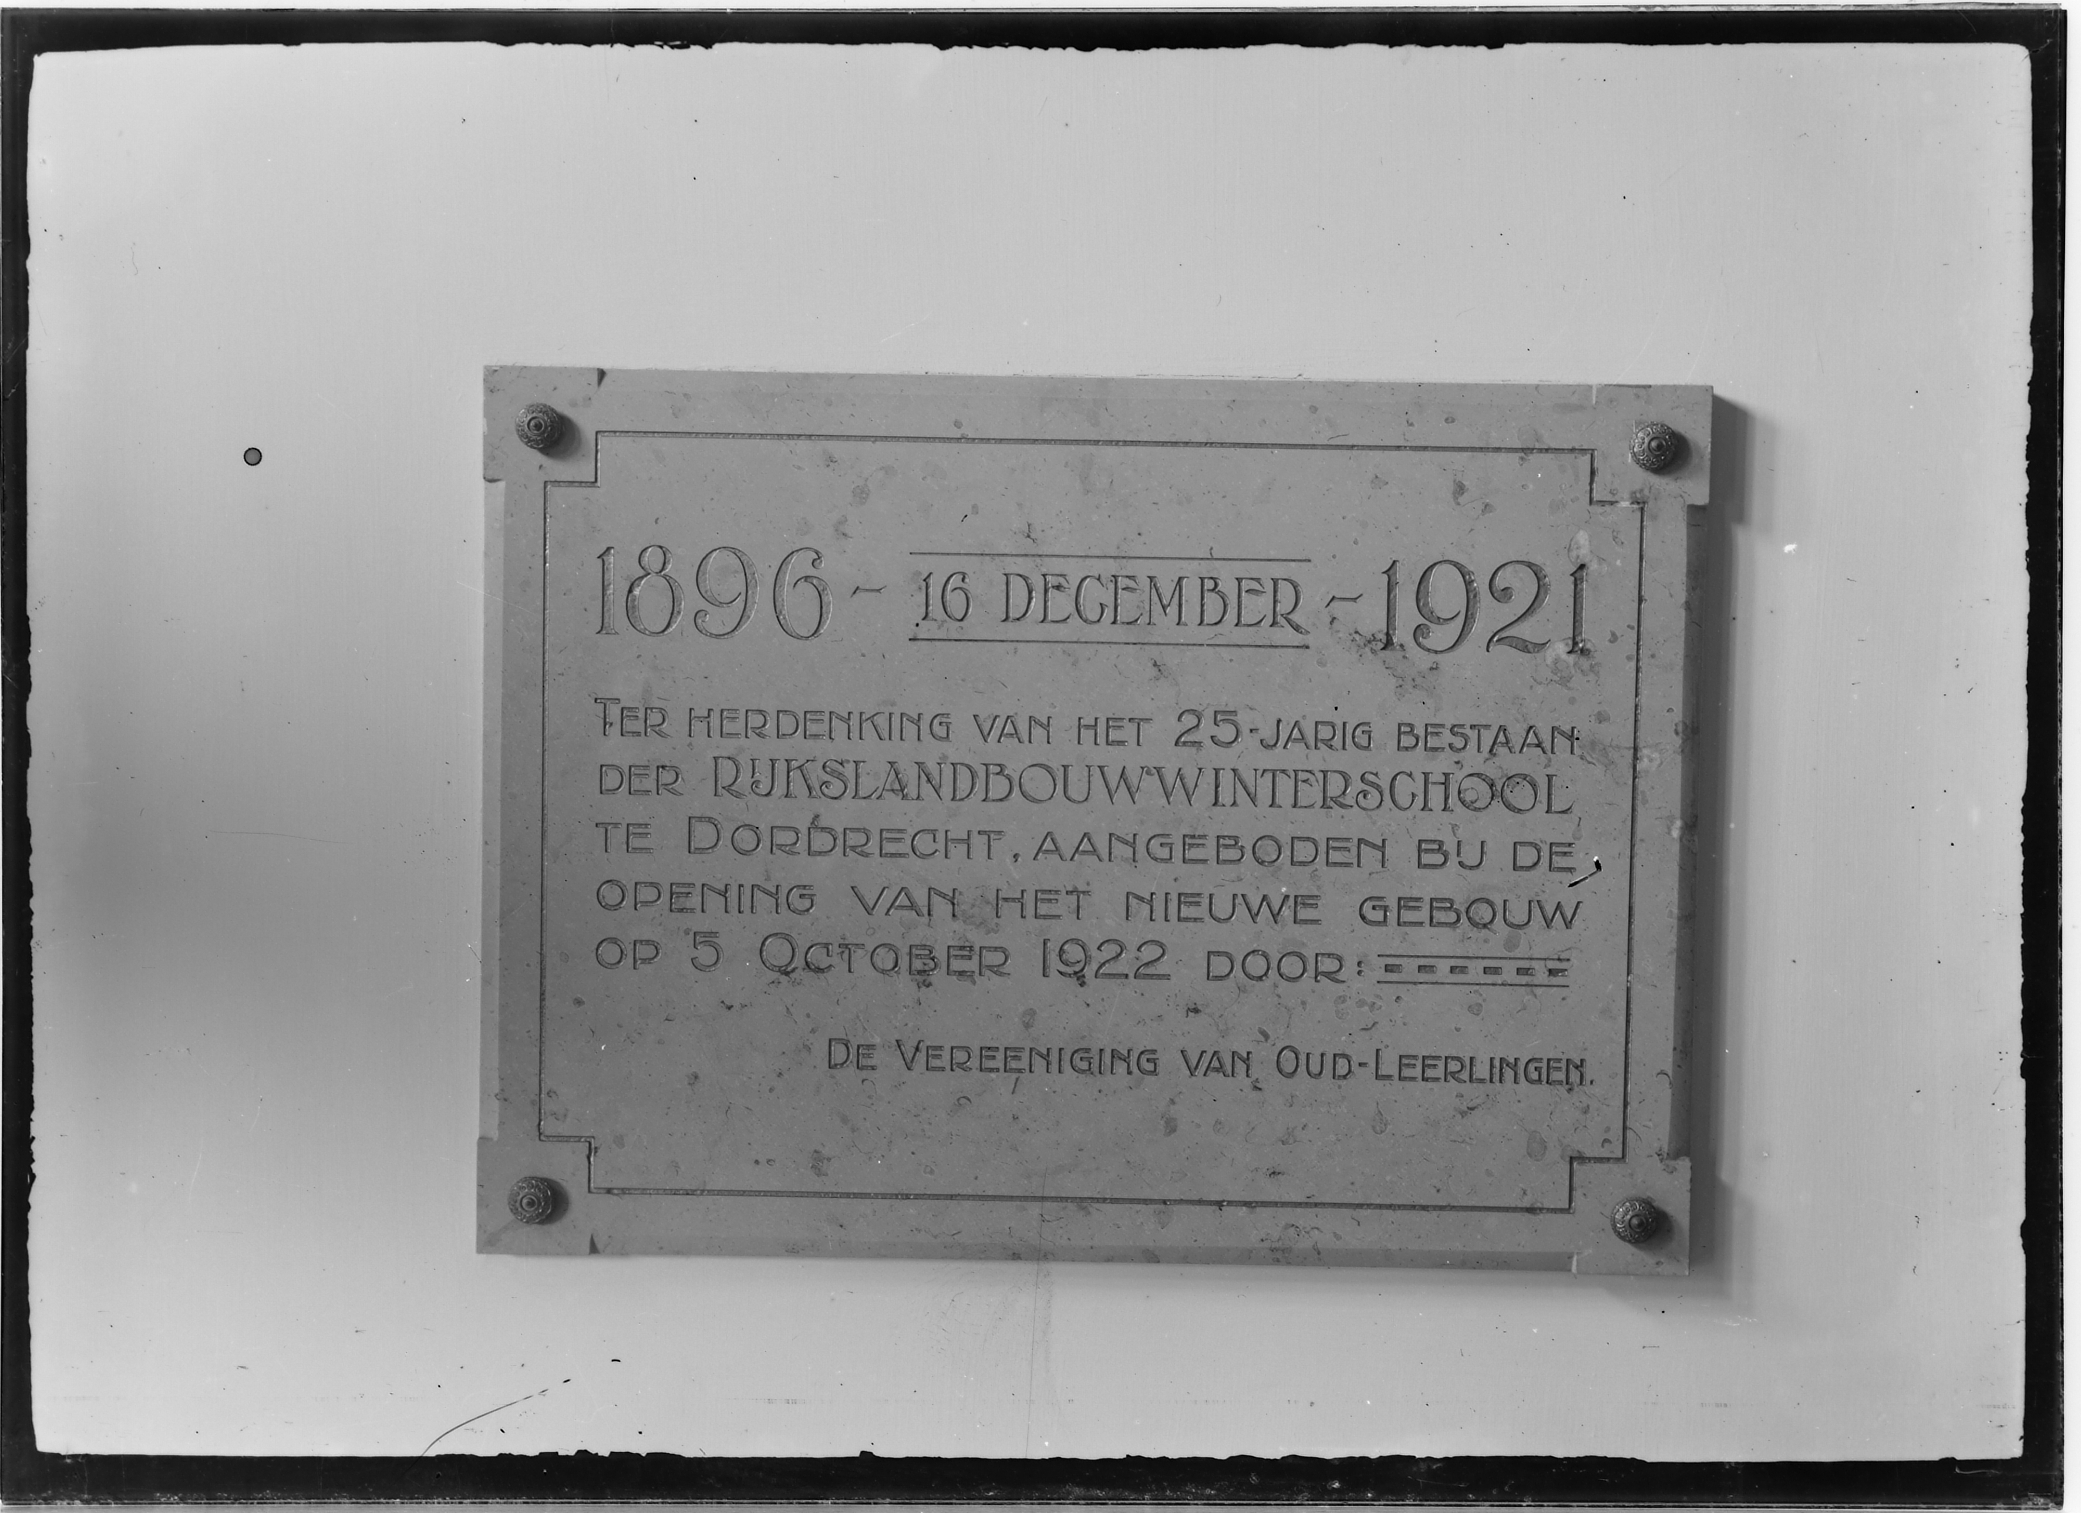 1896 - 16 DECEMBER - 1921
TER HERDENKING VAN HET 25-JARIG BESTAAN
DER RIJKSLANDBOUWWINTERSCHOOL
TE DORDRECHT, AANGEBODEN BIJ DE
OPENING VAN HET NIEUWE GEBOUW
OP 5 OCTOBER 1922 DOOR:
DE VEREENIGING VAN OUD-LEERLINGEN.